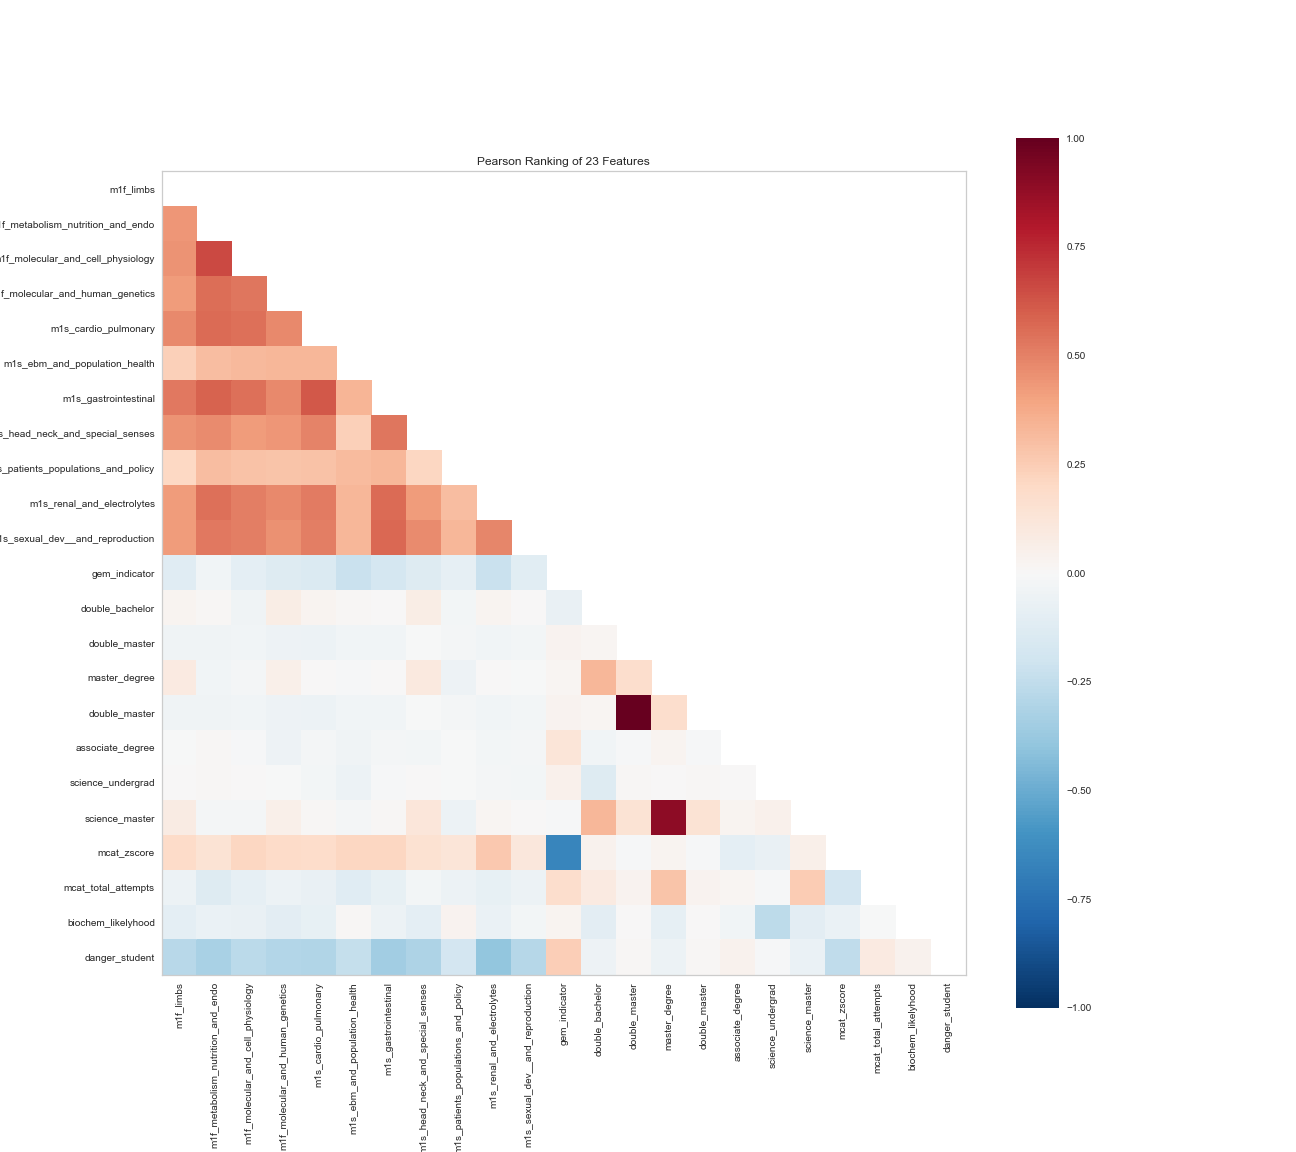 Pearson Ranking of 23 Features
m1f_limbs
1f_metabolism_nutrition_and_endo
m1f_molecular_and_cell_physiology
f_molecular_and_human_genetics
m1s_cardio_pulmonary
m1s_ebm_and_population_health
m1s_gastrointestinal
s_head_neck_and_special_senses
s_patients_populations_and_policy
m1s_renal_and_electrolytes
1s_sexual_dev__and_reproduction
gem_indicator
double_bachelor
double_master
master_degree
double_master
associate_degree
science_undergrad
science_master
mcat_zscore
mcat_total_attempts
biochem_likelyhood
danger_student
m1f_limbs
m1f_metabolism_nutrition_and_endo
m1f_molecular_and_cell_physiology
m1f_molecular_and_human_genetics
m1s_cardio_pulmonary
m1s_ebm_and_population_health
m1s_gastrointestinal
m1s_head_neck_and_special_senses
m1s_patients_populations_and_policy
m1s_renal_and_electrolytes
m1s_sexual_dev__and_reproduction
gem_indicator
double_bachelor
double_master
master_degree
double_master
associate_degree
science_undergrad
science_master
mcat_zscore
mcat_total_attempts
biochem_likelyhood
danger_student
1.00
0.75
0.50
0.25
0.00
−0.25
−0.50
−0.75
−1.00